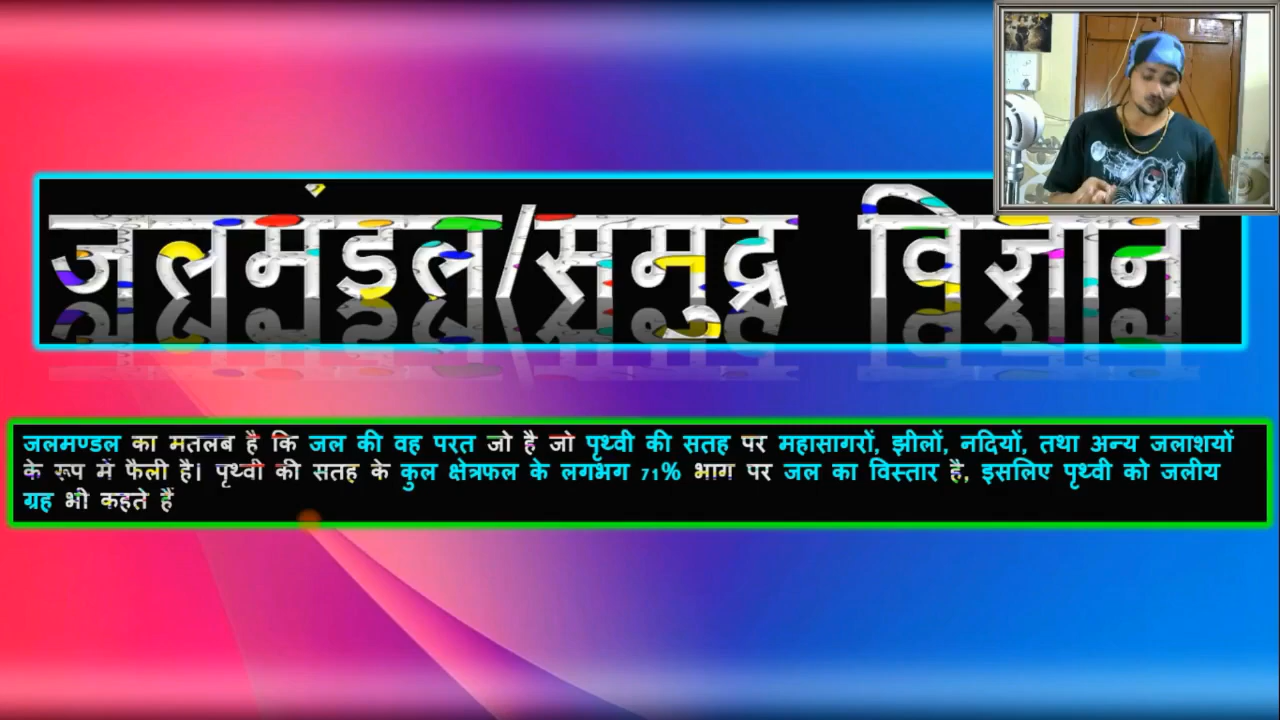 जलमंडल/समुद्र विज्ञान
जलमण्डल का मतलब है कि जल की वह परत जो है जो पृथ्वी की सतह पर महासागरों, झीलों, नदियों, तथा अन्य जलाशयों
के रूप में फैली है। पृथ्वी की सतह के कुल क्षेत्रफल के लगभग 71% भाग पर जल का विस्तार है, इसलिए पृथ्वी को जलीय
ग्रह भी कहते हैं